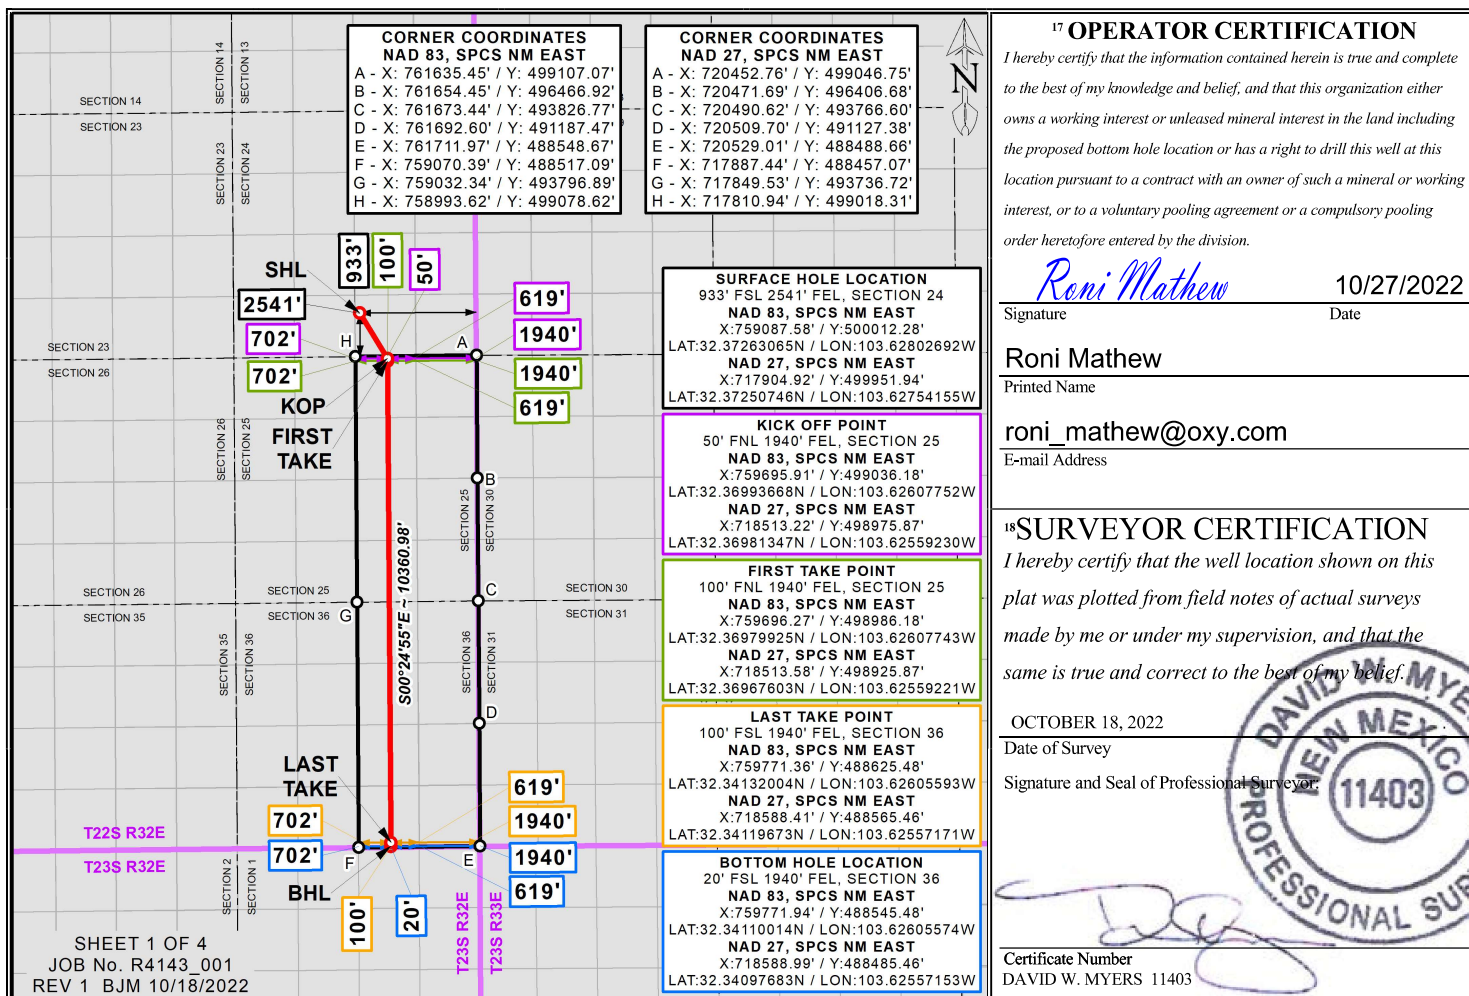 CORNER COORDINATES
NAD 83, SPCS NM EAST
A - X: 761635.45' / Y: 499107.07'
B - X: 761654.45' / Y: 496466.92'
C - X: 761673.44' / Y: 493826.77'
D - X: 761692.60' / Y: 491187.47'
E - X: 761711.97' / Y: 488548.67'
F - X: 759070.39' / Y: 488517.09'
G - X: 759032.34' / Y: 493796.89'
H - X: 758993.62' / Y: 499078.62'
CORNER COORDINATES
NAD 27, SPCS NM EAST
A - X: 720452.76' / Y: 499046.75'
B - X: 720471.69' / Y: 496406.68'
C - X: 720490.62' / Y: 493766.60'
D - X: 720509.70' / Y: 491127.38'
E - X: 720529.01' / Y: 488488.66'
F - X: 717887.44' / Y: 488457.07'
G - X: 717849.53' / Y: 493736.72'
H - X: 717810.94' / Y: 499018.31'
N
SECTION 14
SECTION 13
SECTION 14
SECTION 23
SECTION 23
SECTION 24
933'
100'
50'
SHL
2541'
619'
702'
H
A
1940'
SECTION 23
SECTION 26
702'
1940'
KOP
619'
FIRST
TAKE
SECTION 26
SECTION 25
B
SECTION 25
SECTION 30
S00°24'55"E ~ 10360.98'
SECTION 26
SECTION 35
SECTION 25
SECTION 36
G
C
SECTION 30
SECTION 31
SECTION 35
SECTION 36
SECTION 36
SECTION 31
D
LAST
TAKE
619'
702'
1940'
T22S R32E
T23S R32E
702'
F
E
1940'
BHL
619'
SECTION 2
SECTION 1
100'
20'
T23S R32E
T23S R33E
SHEET 1 OF 4
JOB No. R4143_001
REV 1 BJM 10/18/2022
SURFACE HOLE LOCATION
933' FSL 2541' FEL, SECTION 24
NAD 83, SPCS NM EAST
X:759087.58' / Y:500012.28'
LAT:32.37263065N / LON:103.62802692W
NAD 27, SPCS NM EAST
X:717904.92' / Y:499951.94'
LAT:32.37250746N / LON:103.62754155W
KICK OFF POINT
50' FNL 1940' FEL, SECTION 25
NAD 83, SPCS NM EAST
X:759695.91' / Y:499036.18'
LAT:32.36993668N / LON:103.62607752W
NAD 27, SPCS NM EAST
X:718513.22' / Y:498975.87'
LAT:32.36981347N / LON:103.62559230W
FIRST TAKE POINT
100' FNL 1940' FEL, SECTION 25
NAD 83, SPCS NM EAST
X:759696.27' / Y:498986.18'
LAT:32.36979925N / LON:103.62607743W
NAD 27, SPCS NM EAST
X:718513.58' / Y:498925.87'
LAT:32.36967603N / LON:103.62559221W
LAST TAKE POINT
100' FSL 1940' FEL, SECTION 36
NAD 83, SPCS NM EAST
X:759771.36' / Y:488625.48'
LAT:32.34132004N / LON:103.62605593W
NAD 27, SPCS NM EAST
X:718588.41' / Y:488565.46'
LAT:32.34119673N / LON:103.62557171W
BOTTOM HOLE LOCATION
20' FSL 1940' FEL, SECTION 36
NAD 83, SPCS NM EAST
X:759771.94' / Y:488545.48'
LAT:32.34110014N / LON:103.62605574W
NAD 27, SPCS NM EAST
X:718588.99' / Y:488485.46'
LAT:32.34097683N / LON:103.62557153W
17 OPERATOR CERTIFICATION
I hereby certify that the information contained herein is true and complete
to the best of my knowledge and belief, and that this organization either
owns a working interest or unleased mineral interest in the land including
the proposed bottom hole location or has a right to drill this well at this
location pursuant to a contract with an owner of such a mineral or working
interest, or to a voluntary pooling agreement or a compulsory pooling
order heretofore entered by the division.
Roni Mathew 10/27/2022
Signature Date
Roni Mathew
Printed Name
roni_mathew@oxy.com
E-mail Address
18 SURVEYOR CERTIFICATION
I hereby certify that the well location shown on this
plat was plotted from field notes of actual surveys
made by me or under my supervision, and that the
same is true and correct to the best of my belief.
OCTOBER 18, 2022
Date of Survey
Signature and Seal of Professional Surveyor:
DAVID W. MYE
NEW MEXICO
11403
PROFESSIONAL SU
Certificate Number
DAVID W. MYERS 11403